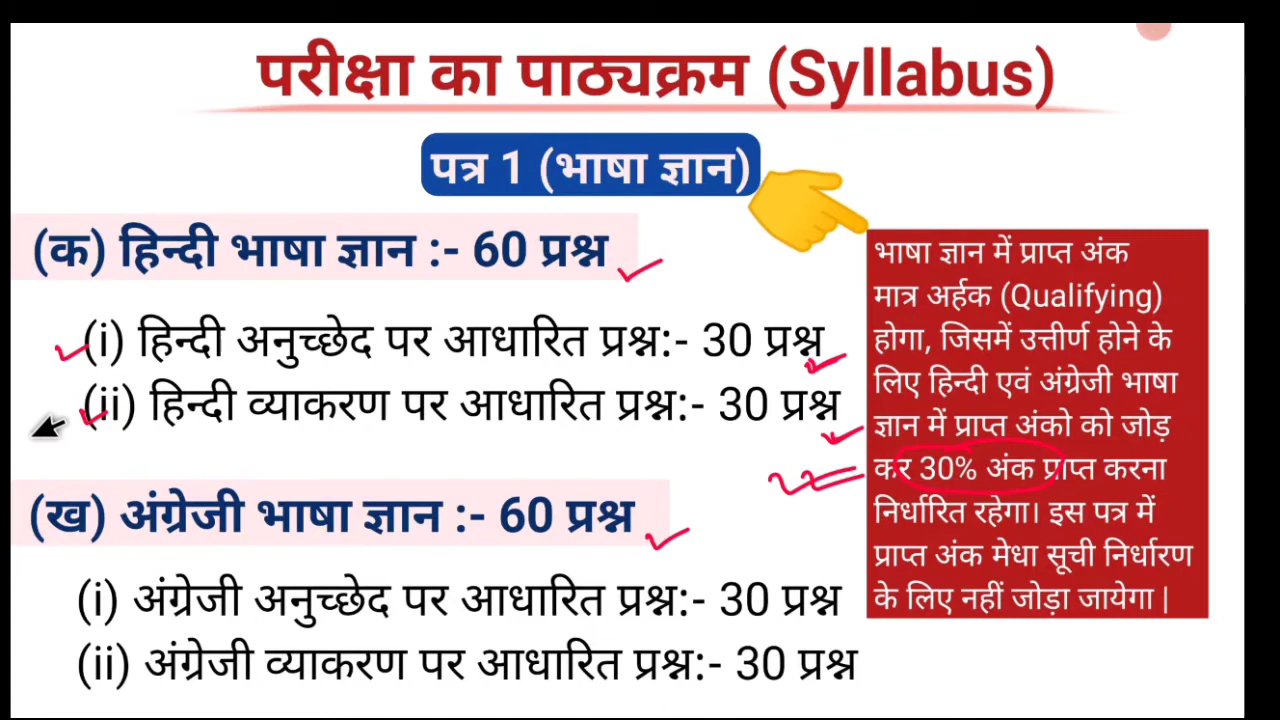 परीक्षा का पाठ्यक्रम (Syllabus)
पत्र 1 (भाषा ज्ञान)
(क) हिन्दी भाषा ज्ञान :- 60 प्रश्न
(i) हिन्दी अनुच्छेद पर आधारित प्रश्न:- 30 प्रश्न
(ii) हिन्दी व्याकरण पर आधारित प्रश्न:- 30 प्रश्न
(ख) अंग्रेजी भाषा ज्ञान :- 60 प्रश्न
(i) अंग्रेजी अनुच्छेद पर आधारित प्रश्न:- 30 प्रश्न
(ii) अंग्रेजी व्याकरण पर आधारित प्रश्न:- 30 प्रश्न
भाषा ज्ञान में प्राप्त अंक
मात्र अर्हक (Qualifying)
होगा, जिसमें उत्तीर्ण होने के
लिए हिन्दी एवं अंग्रेजी भाषा
ज्ञान में प्राप्त अंको को जोड़
कर 30% अंक प्राप्त करना
निर्धारित रहेगा। इस पत्र में
प्राप्त अंक मेधा सूची निर्धारण
के लिए नहीं जोड़ा जायेगा |